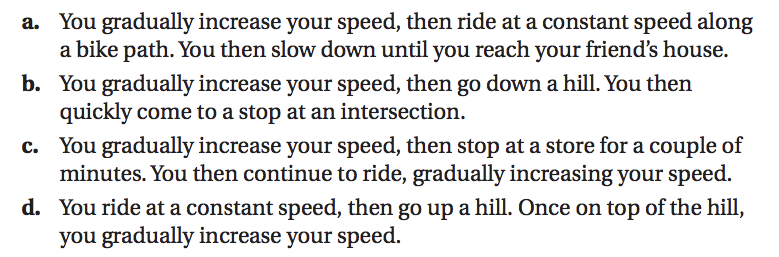 a. You gradually increase your speed, then ride at a constant speed along
a bike path. You then slow down until you reach your friend’s house.
b. You gradually increase your speed, then go down a hill. You then
quickly come to a stop at an intersection.
c. You gradually increase your speed, then stop at a store for a couple of
minutes. You then continue to ride, gradually increasing your speed.
d. You ride at a constant speed, then go up a hill. Once on top of the hill,
you gradually increase your speed.